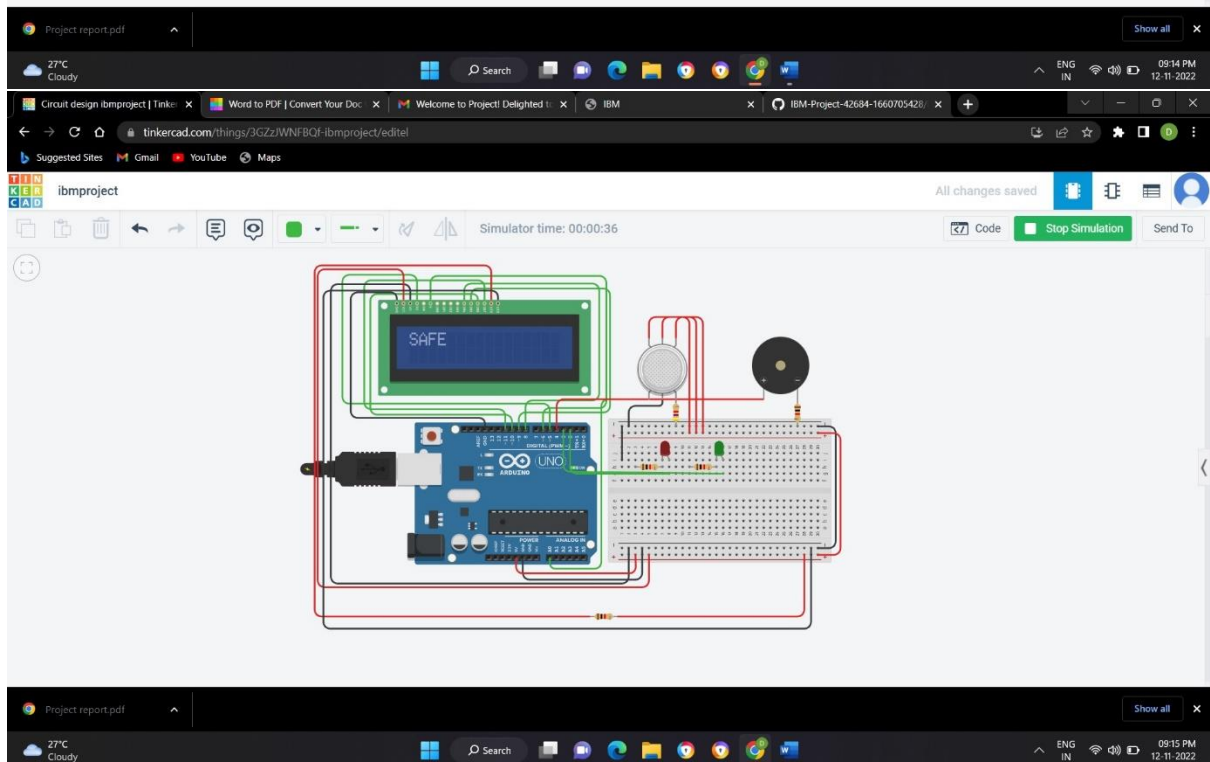 Project report.pdf
Show all
27°C
Cloudy
Search
ENG
IN
09:14 PM
12-11-2022
Circuit design ibmproject | Tinker
Word to PDF | Convert Your Doc
Welcome to Project! Delighted to
IBM
IBM-Project-42684-1660705428/
tinkercad.com/things/3GZzJWNFBQf-ibmproject/editel
Suggested Sites
Gmail
YouTube
Maps
TIN
KER
CAD
ibmproject
All changes saved
Simulator time: 00:00:36
Code
Stop Simulation
Send To
SAFE
DIGITAL (PWM~)
UNO
ARDUINO
POWER
ANALOG IN
Project report.pdf
Show all
27°C
Cloudy
Search
ENG
IN
09:15 PM
12-11-2022